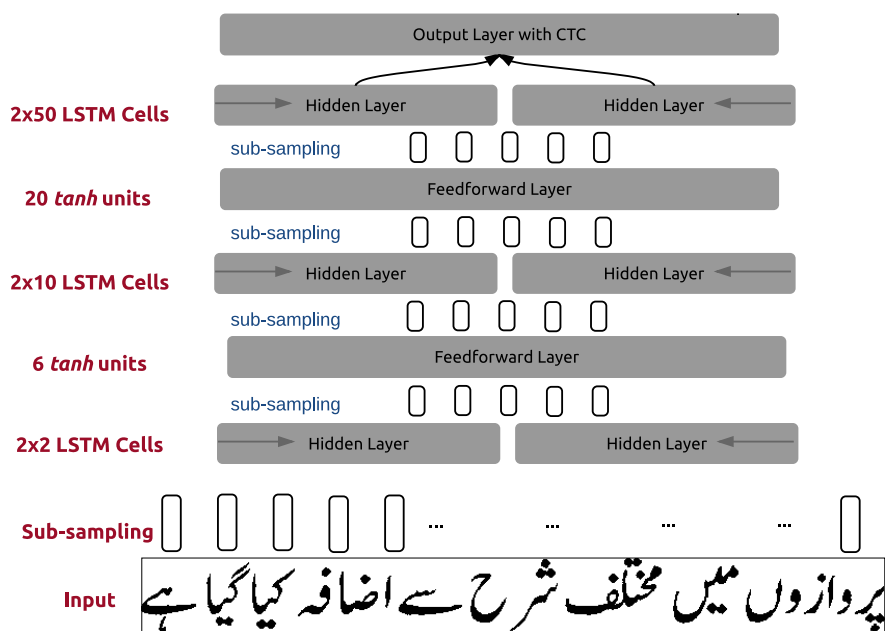 Output Layer with CTC
2x50 LSTM Cells
Hidden Layer
Hidden Layer
sub-sampling
20 tanh units
Feedforward Layer
sub-sampling
2x10 LSTM Cells
Hidden Layer
Hidden Layer
sub-sampling
6 tanh units
Feedforward Layer
sub-sampling
2x2 LSTM Cells
Hidden Layer
Hidden Layer
Sub-sampling
... ... ... ...
Input
پروازوں میں مختلف شرح سے اضافہ کیا گیا ہے